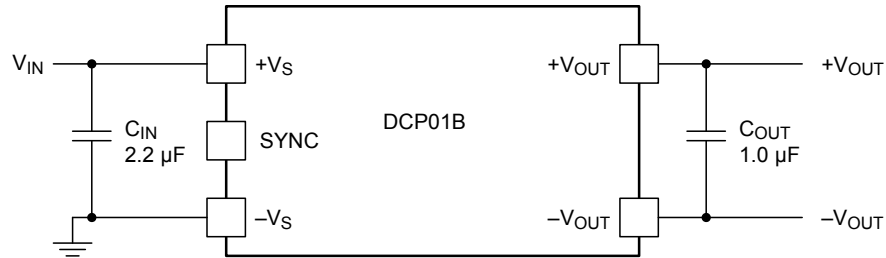 V_IN
+V_S
+V_OUT
+V_OUT
C_IN
2.2 μF
SYNC
DCP01B
C_OUT
1.0 μF
–V_S
–V_OUT
–V_OUT